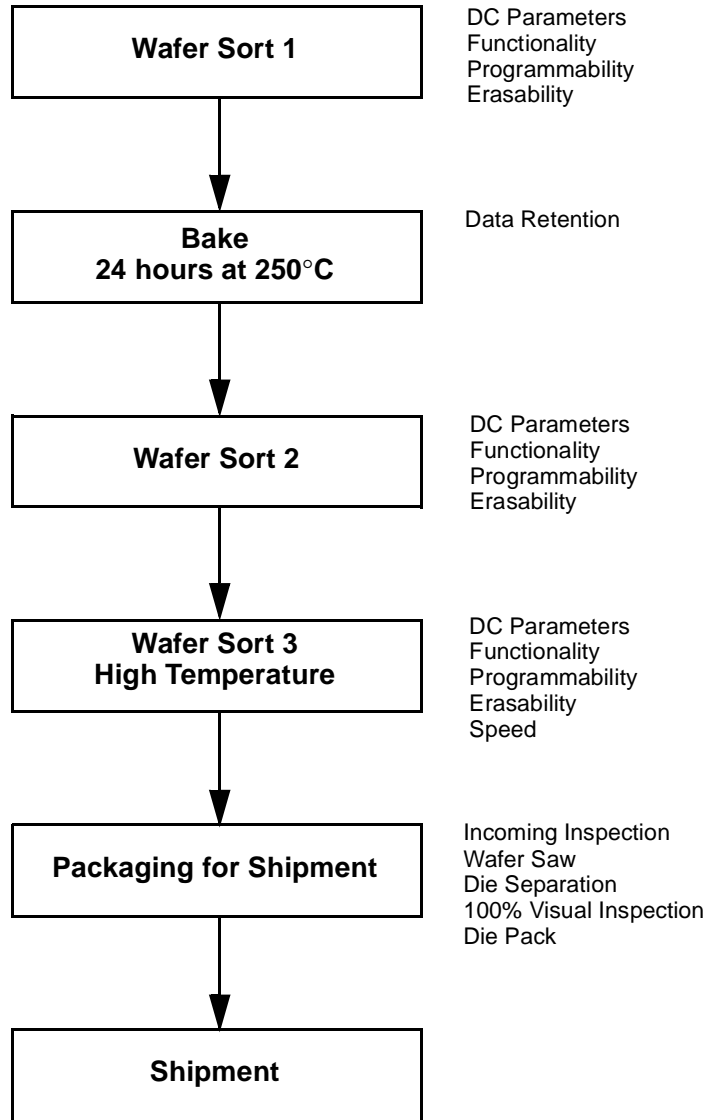 Wafer Sort 1
DC Parameters
Functionality
Programmability
Erasability
Bake
24 hours at 250°C
Data Retention
Wafer Sort 2
DC Parameters
Functionality
Programmability
Erasability
Wafer Sort 3
High Temperature
DC Parameters
Functionality
Programmability
Erasability
Speed
Packaging for Shipment
Incoming Inspection
Wafer Saw
Die Separation
100% Visual Inspection
Die Pack
Shipment